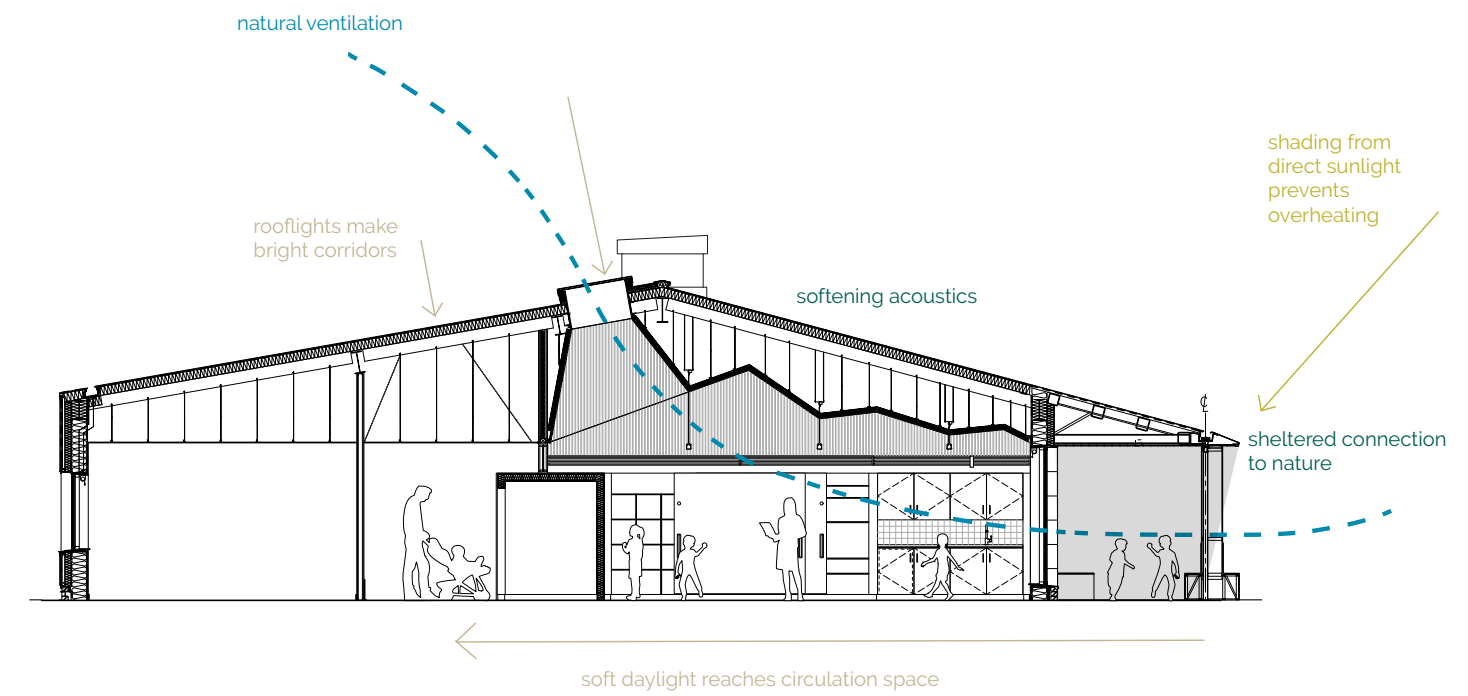 natural ventilation
shading from
direct sunlight
prevents
overheating
rooflights make
bright corridors
softening acoustics
℄
sheltered connection
to nature
soft daylight reaches circulation space